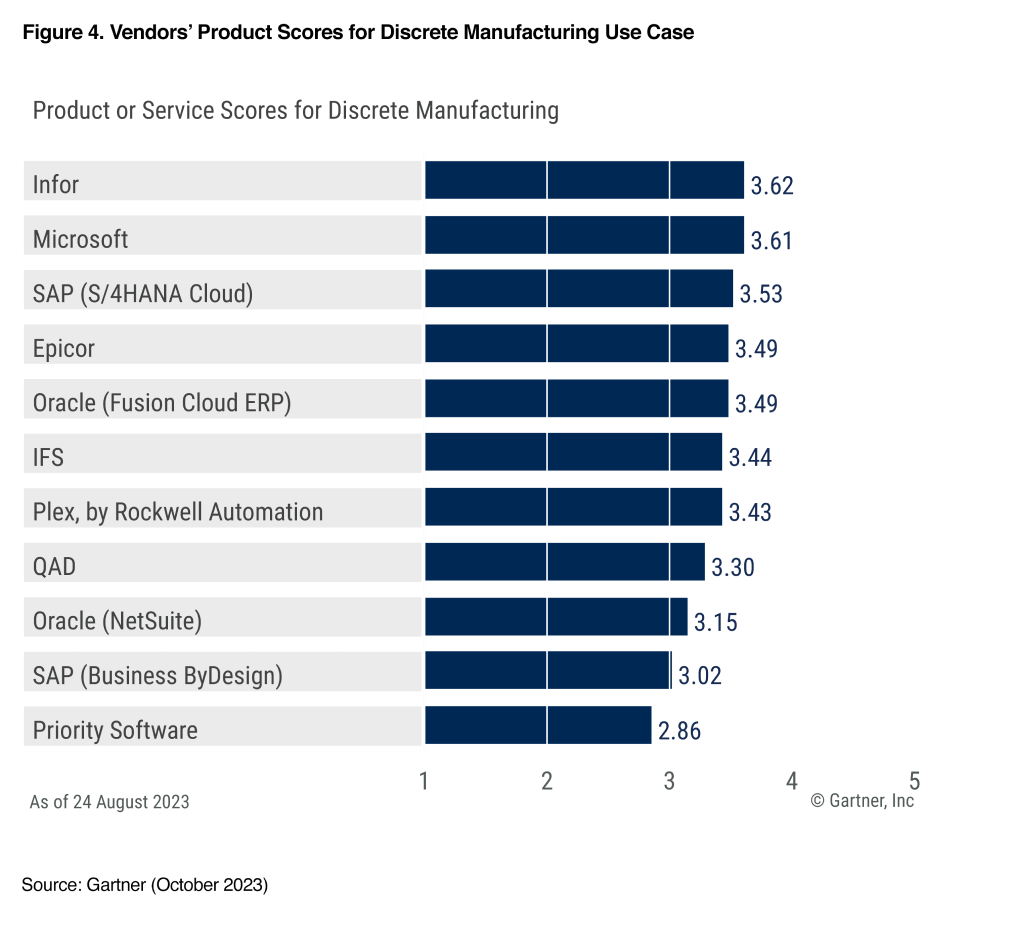 Figure 4. Vendors’ Product Scores for Discrete Manufacturing Use Case
Product or Service Scores for Discrete Manufacturing
Infor 3.62
Microsoft 3.61
SAP (S/4HANA Cloud) 3.53
Epicor 3.49
Oracle (Fusion Cloud ERP) 3.49
IFS 3.44
Plex, by Rockwell Automation 3.43
QAD 3.30
Oracle (NetSuite) 3.15
SAP (Business ByDesign) 3.02
Priority Software 2.86
1 2 3 4 5
As of 24 August 2023 © Gartner, Inc
Source: Gartner (October 2023)